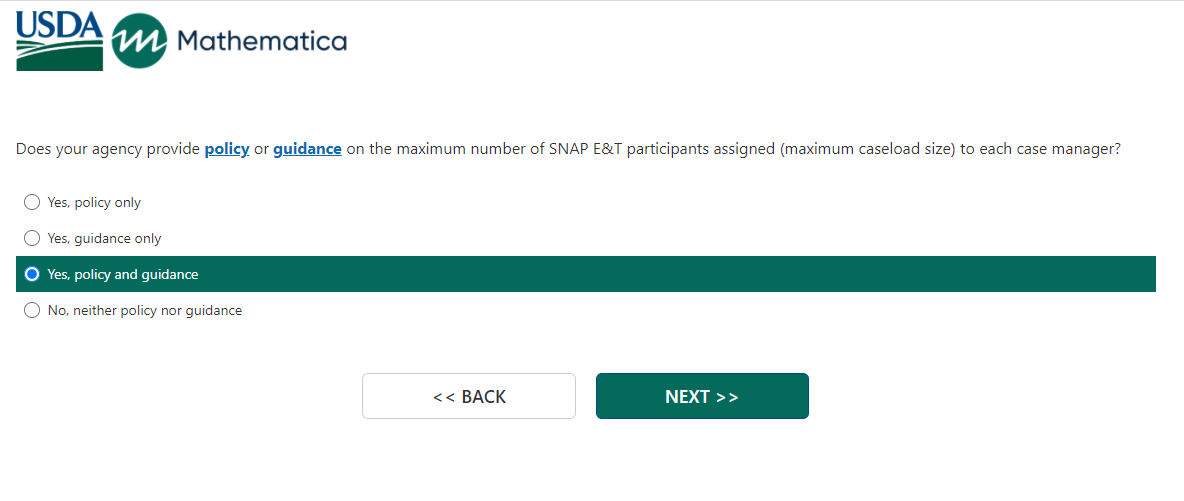 USDA
m Mathematica
Does your agency provide policy or guidance on the maximum number of SNAP E&T participants assigned (maximum caseload size) to each case manager?
Yes, policy only
Yes, guidance only
Yes, policy and guidance
No, neither policy nor guidance
<< BACK
NEXT >>